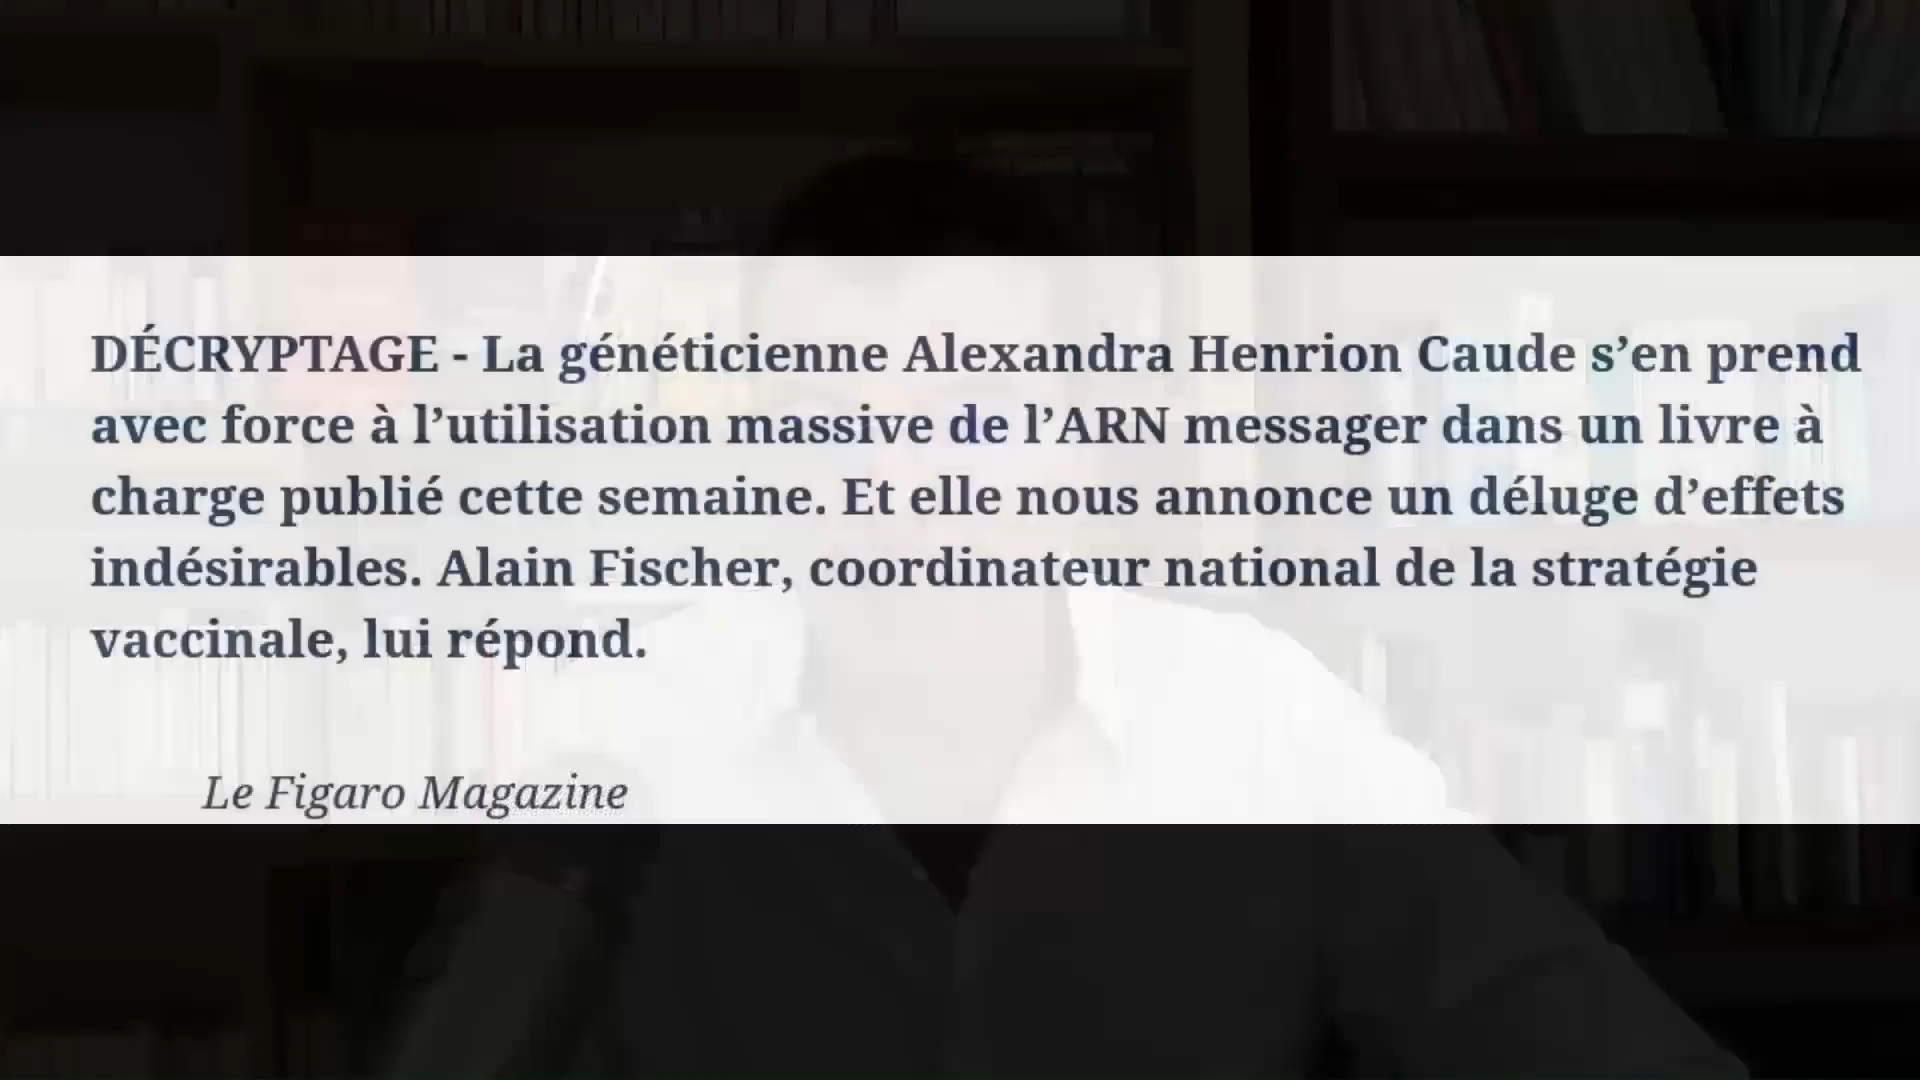 DÉCRYPTAGE - La généticienne Alexandra Henrion Caude s’en prend
avec force à l’utilisation massive de l’ARN messager dans un livre à
charge publié cette semaine. Et elle nous annonce un déluge d’effets
indésirables. Alain Fischer, coordinateur national de la stratégie
vaccinale, lui répond.
Le Figaro Magazine